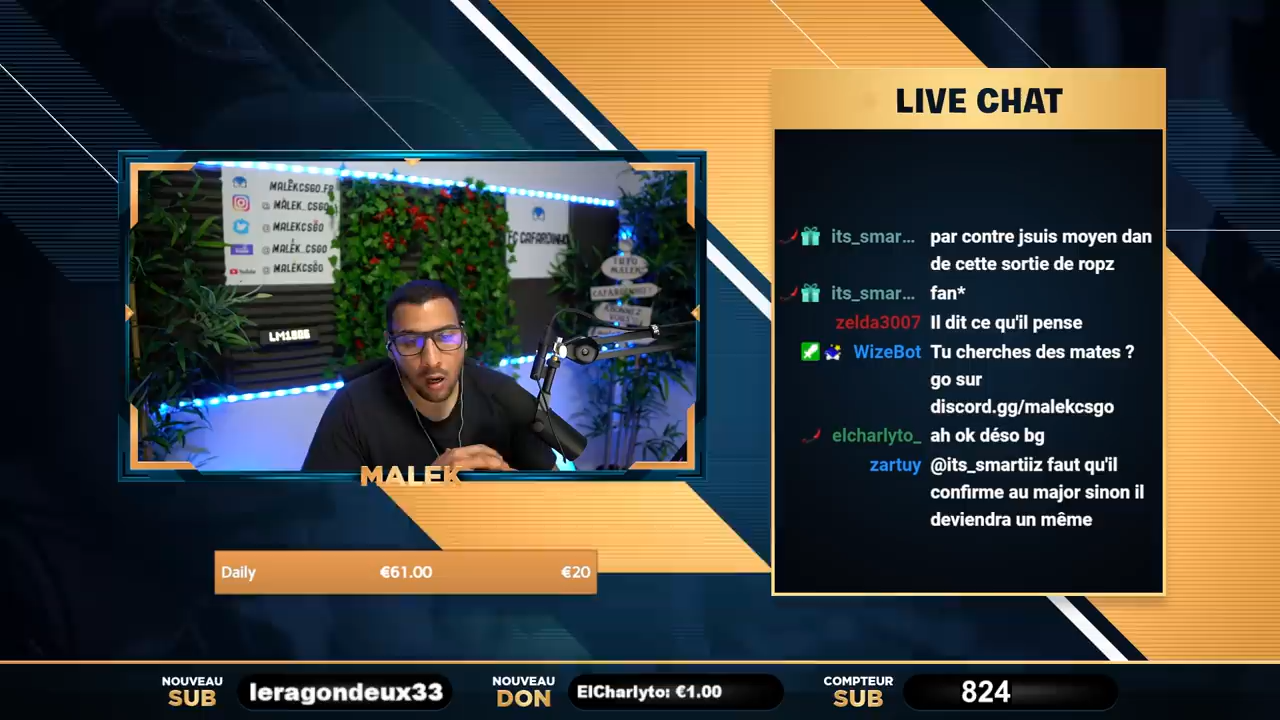 LIVE CHAT
MALEKCSGO.FR
@ MALEK_CSGO
@ MALEKCSGO
@ MALEK_CSGO
YouTube @ MALEKCSGO
LM1806
MALEK
its_smar... par contre jsuis moyen dan
de cette sortie de ropz
its_smar... fan*
zelda3007 Il dit ce qu'il pense
WizeBot Tu cherches des mates ?
go sur
discord.gg/malekcsgo
elcharlyto_ ah ok déso bg
zartuy @its_smartiiz faut qu'il
confirme au major sinon il
deviendra un même
Daily €61.00 €20
NOUVEAU
SUB
leragondeux33
NOUVEAU
DON
ElCharlyto: €1.00
COMPTEUR
SUB
824